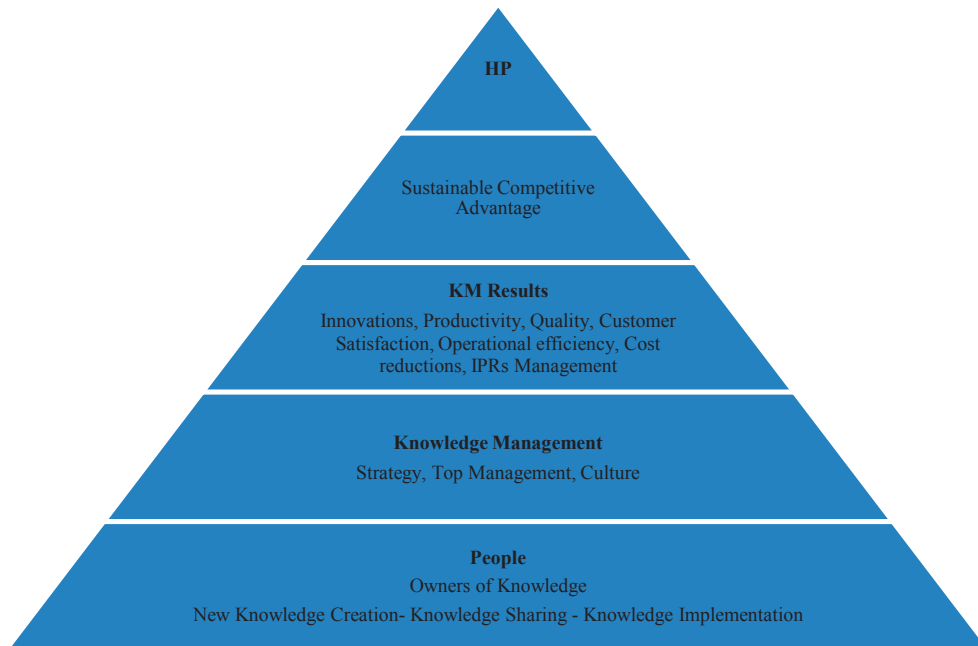 HP
Sustainable Competitive
Advantage
KM Results
Innovations, Productivity, Quality, Customer
Satisfaction, Operational efficiency, Cost
reductions, IPRs Management
Knowledge Management
Strategy, Top Management, Culture
People
Owners of Knowledge
New Knowledge Creation- Knowledge Sharing - Knowledge Implementation